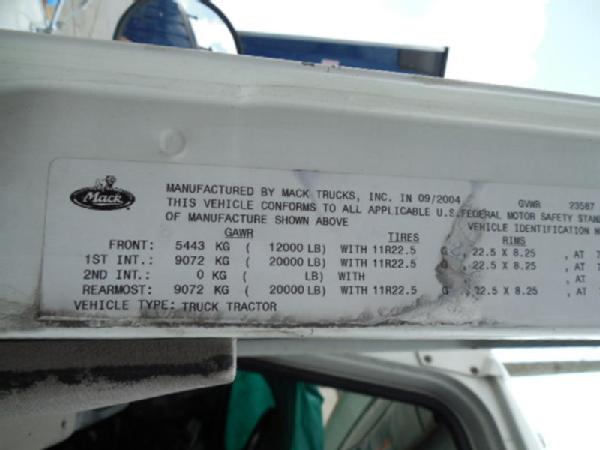 Mack
MANUFACTURED BY MACK TRUCKS, INC. IN 09/2004 GVWR 23587
THIS VEHICLE CONFORMS TO ALL APPLICABLE U.S. FEDERAL MOTOR SAFETY STAN
OF MANUFACTURE SHOWN ABOVE VEHICLE IDENTIFICATION N
GAWR TIRES RIMS
FRONT: 5443 KG ( 12000 LB) WITH 11R22.5 G , 22.5 X 8.25 , AT 7
1ST INT.: 9072 KG ( 20000 LB) WITH 11R22.5 , 22.5 X 8.25 , AT 7
2ND INT.: 0 KG ( LB) WITH , , AT
REARMOST: 9072 KG ( 20000 LB) WITH 11R22.5 G , 22.5 X 8.25 , AT 7
VEHICLE TYPE: TRUCK TRACTOR